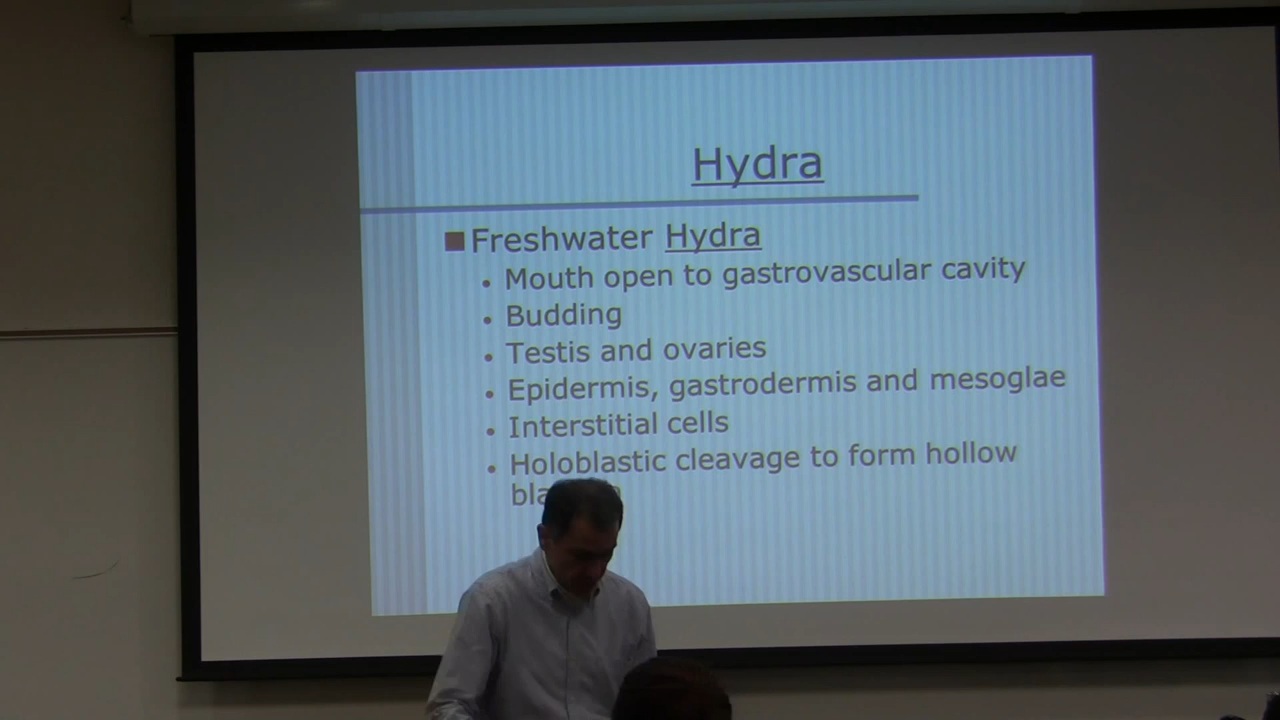 Hydra
Freshwater Hydra
Mouth open to gastrovascular cavity
Budding
Testis and ovaries
Epidermis, gastrodermis and mesoglae
Interstitial cells
Holoblastic cleavage to form hollow